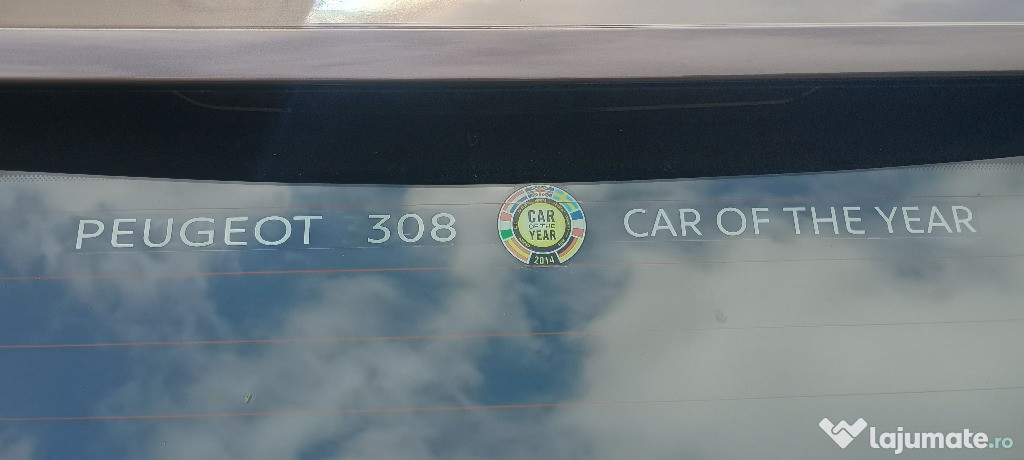 PEUGEOT 308
CAR
OF THE
YEAR
2014
CAR OF THE YEAR
lajumate.ro